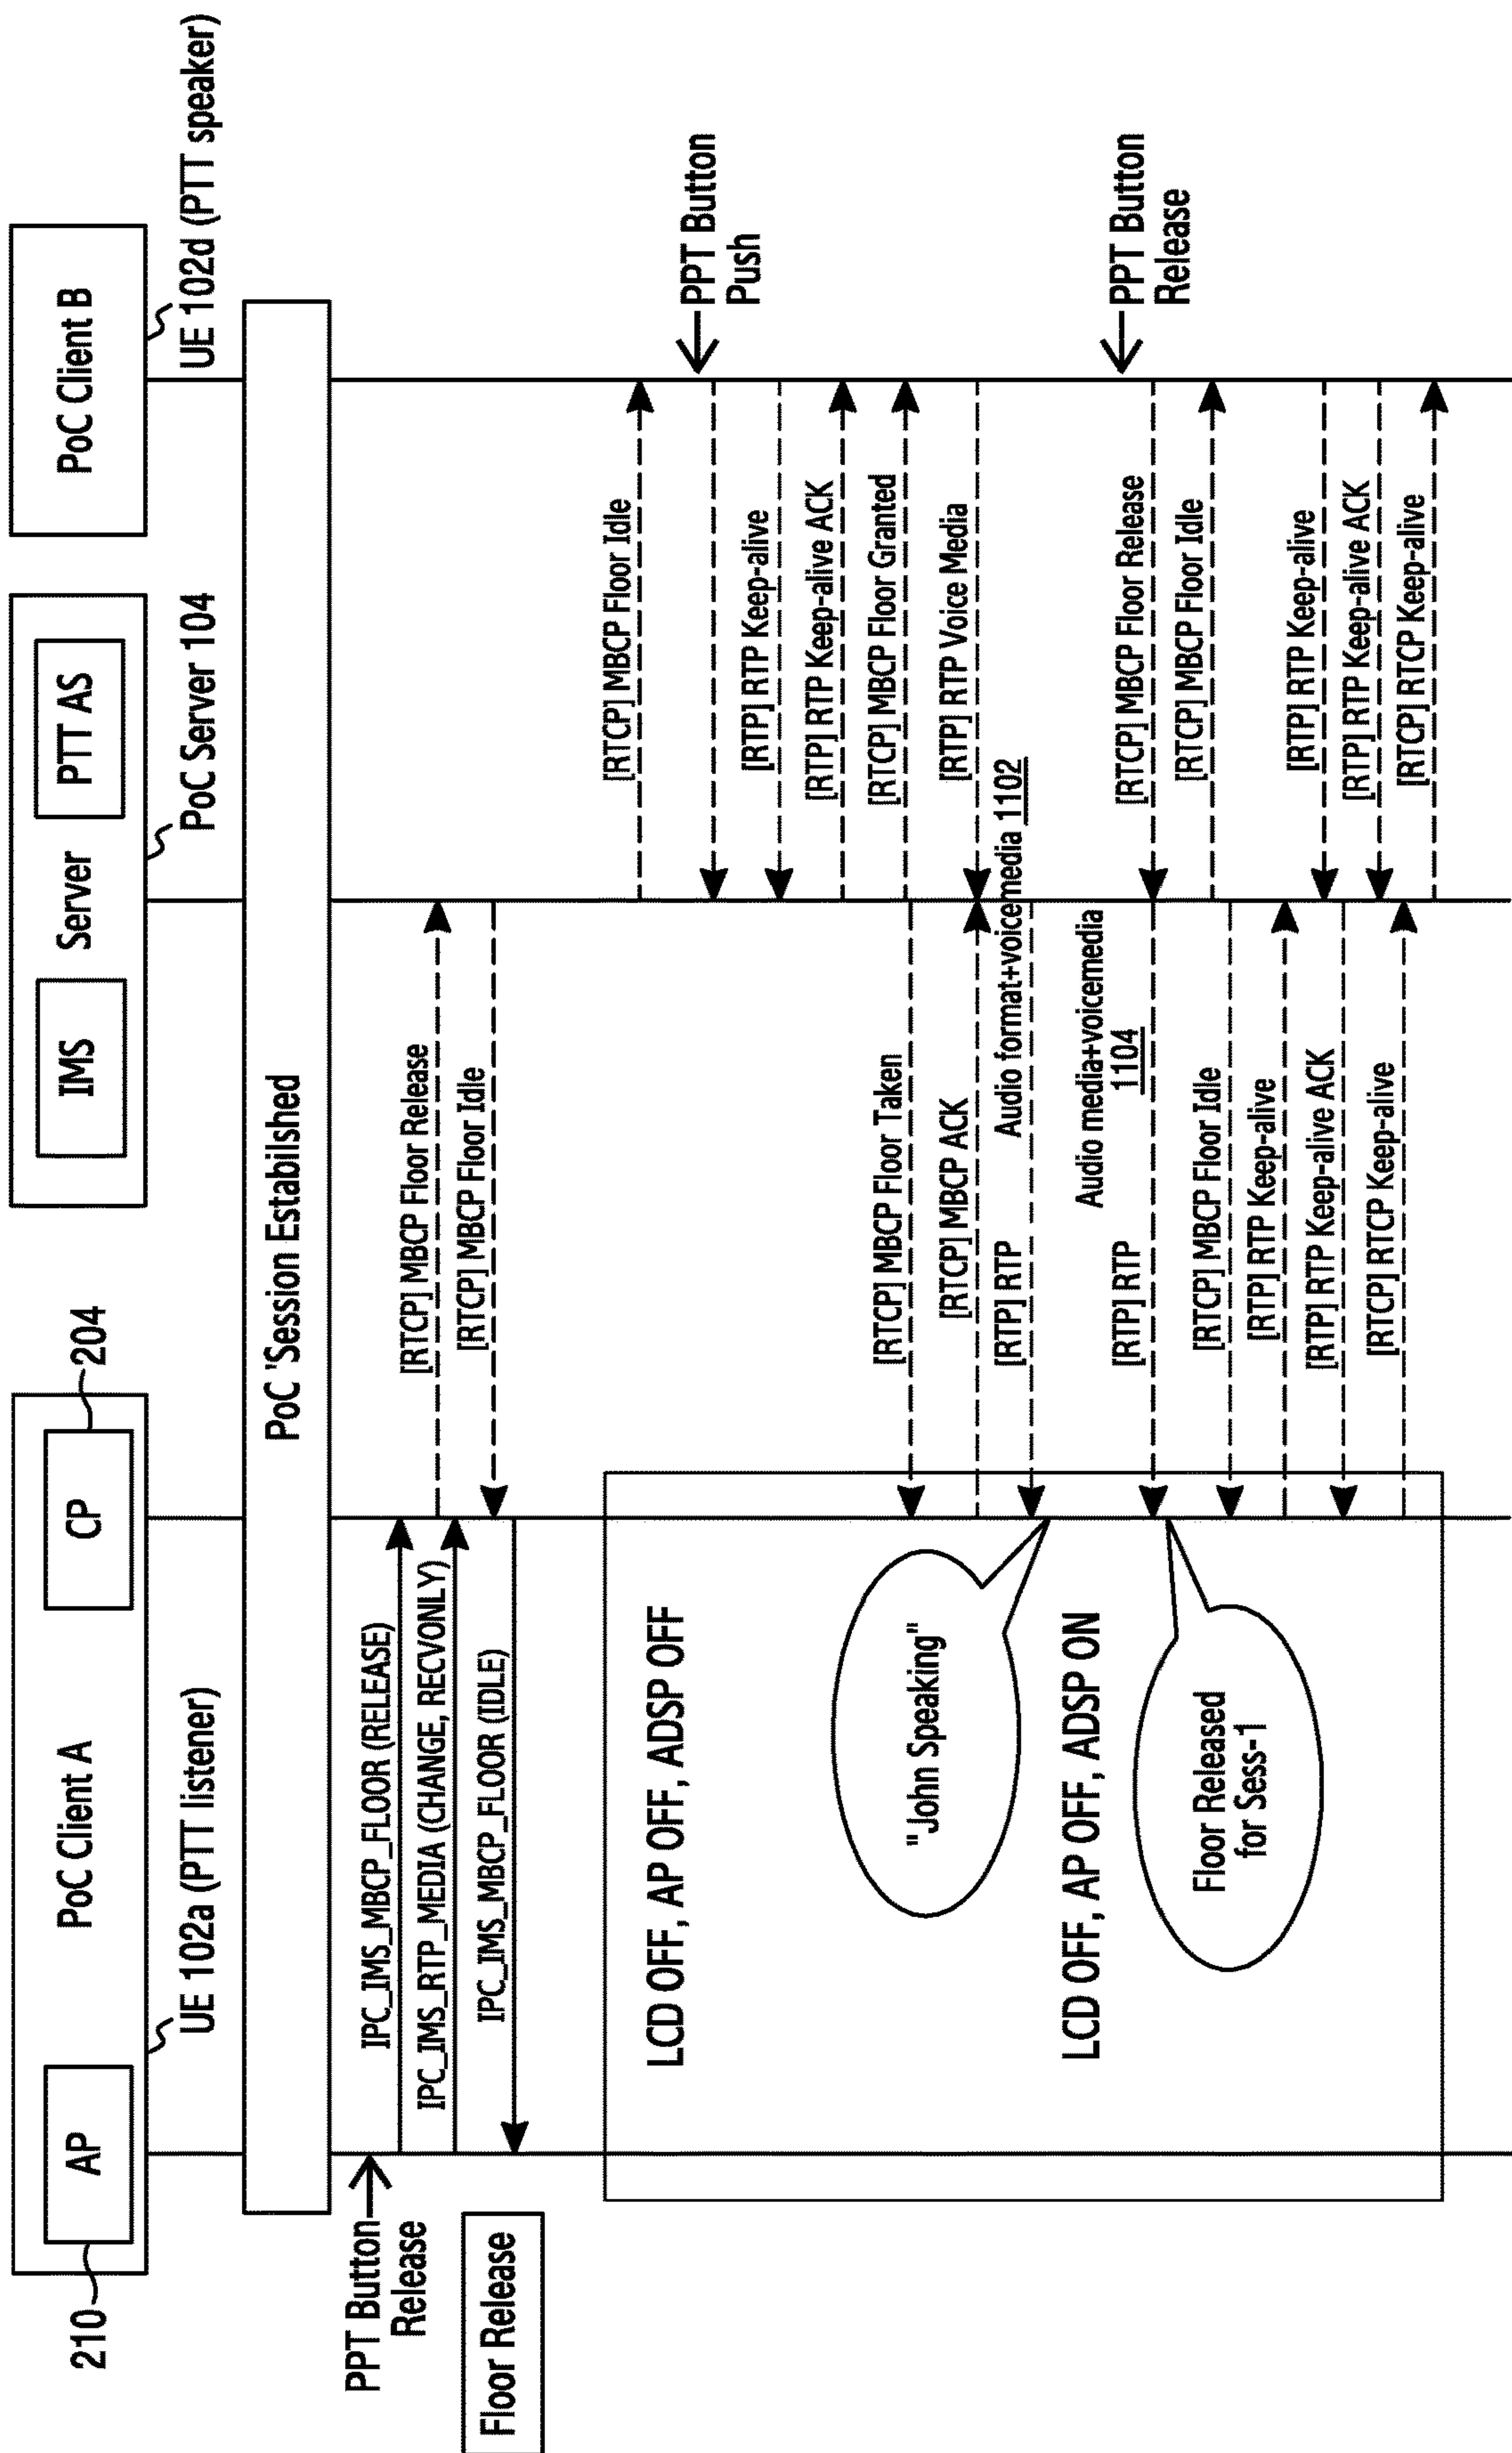 PoC Client A
AP
CP
210
204
UE 102a (PTT listener)
IMS
Server
PTT AS
PoC Server 104
PoC Client B
UE 102d (PTT speaker)
PoC 'Session Estabilshed
PPT Button
Release
Floor Release
IPC_IMS_MBCP_FLOOR (RELEASE)
[RTCP] MBCP Floor Release
IPC_IMS_RTP_MEDIA (CHANGE, RECVONLY)
[RTCP] MBCP Floor Idle
IPC_IMS_MBCP_FLOOR (IDLE)
[RTCP] MBCP Floor Idle
LCD OFF, AP OFF, ADSP OFF
PPT Button
Push
[RTP] RTP Keep-alive
[RTP] RTP Keep-alive ACK
[RTCP] MBCP Floor Granted
[RTCP] MBCP Floor Taken
[RTP] RTP Voice Media
[RTCP] MBCP ACK
"John Speaking"
[RTP] RTP
Audio format+voicemedia 1102
LCD OFF, AP OFF, ADSP ON
Audio media+voicemedia
1104
[RTP] RTP
PPT Button
Release
[RTCP] MBCP Floor Release
[RTCP] MBCP Floor Idle
Floor Released
for Sess-1
[RTCP] MBCP Floor Idle
[RTP] RTP Keep-alive
[RTP] RTP Keep-alive
[RTP] RTP Keep-alive ACK
[RTP] RTP Keep-alive ACK
[RTCP] RTCP Keep-alive
[RTCP] RTCP Keep-alive